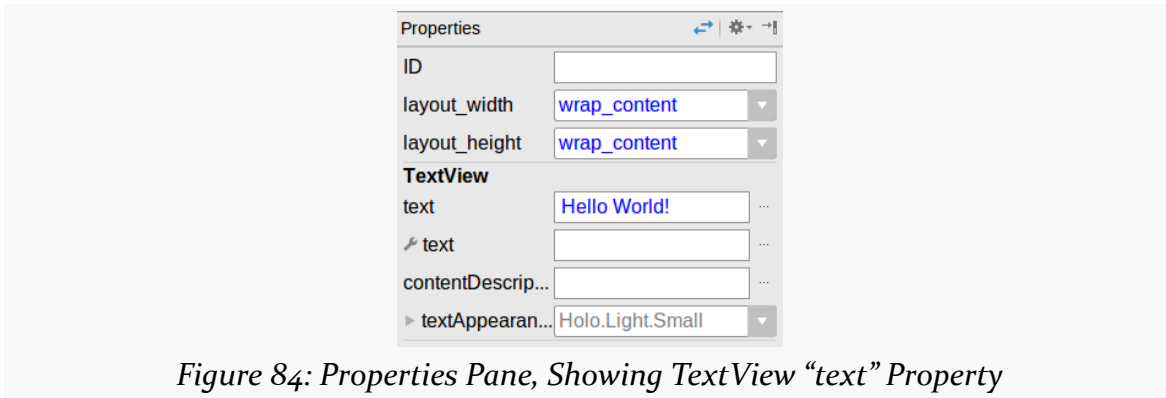 Properties
ID
layout_width wrap_content
layout_height wrap_content
TextView
text Hello World! ...
text ...
contentDescrip... ...
textAppearan... Holo.Light.Small
Figure 84: Properties Pane, Showing TextView “text” Property